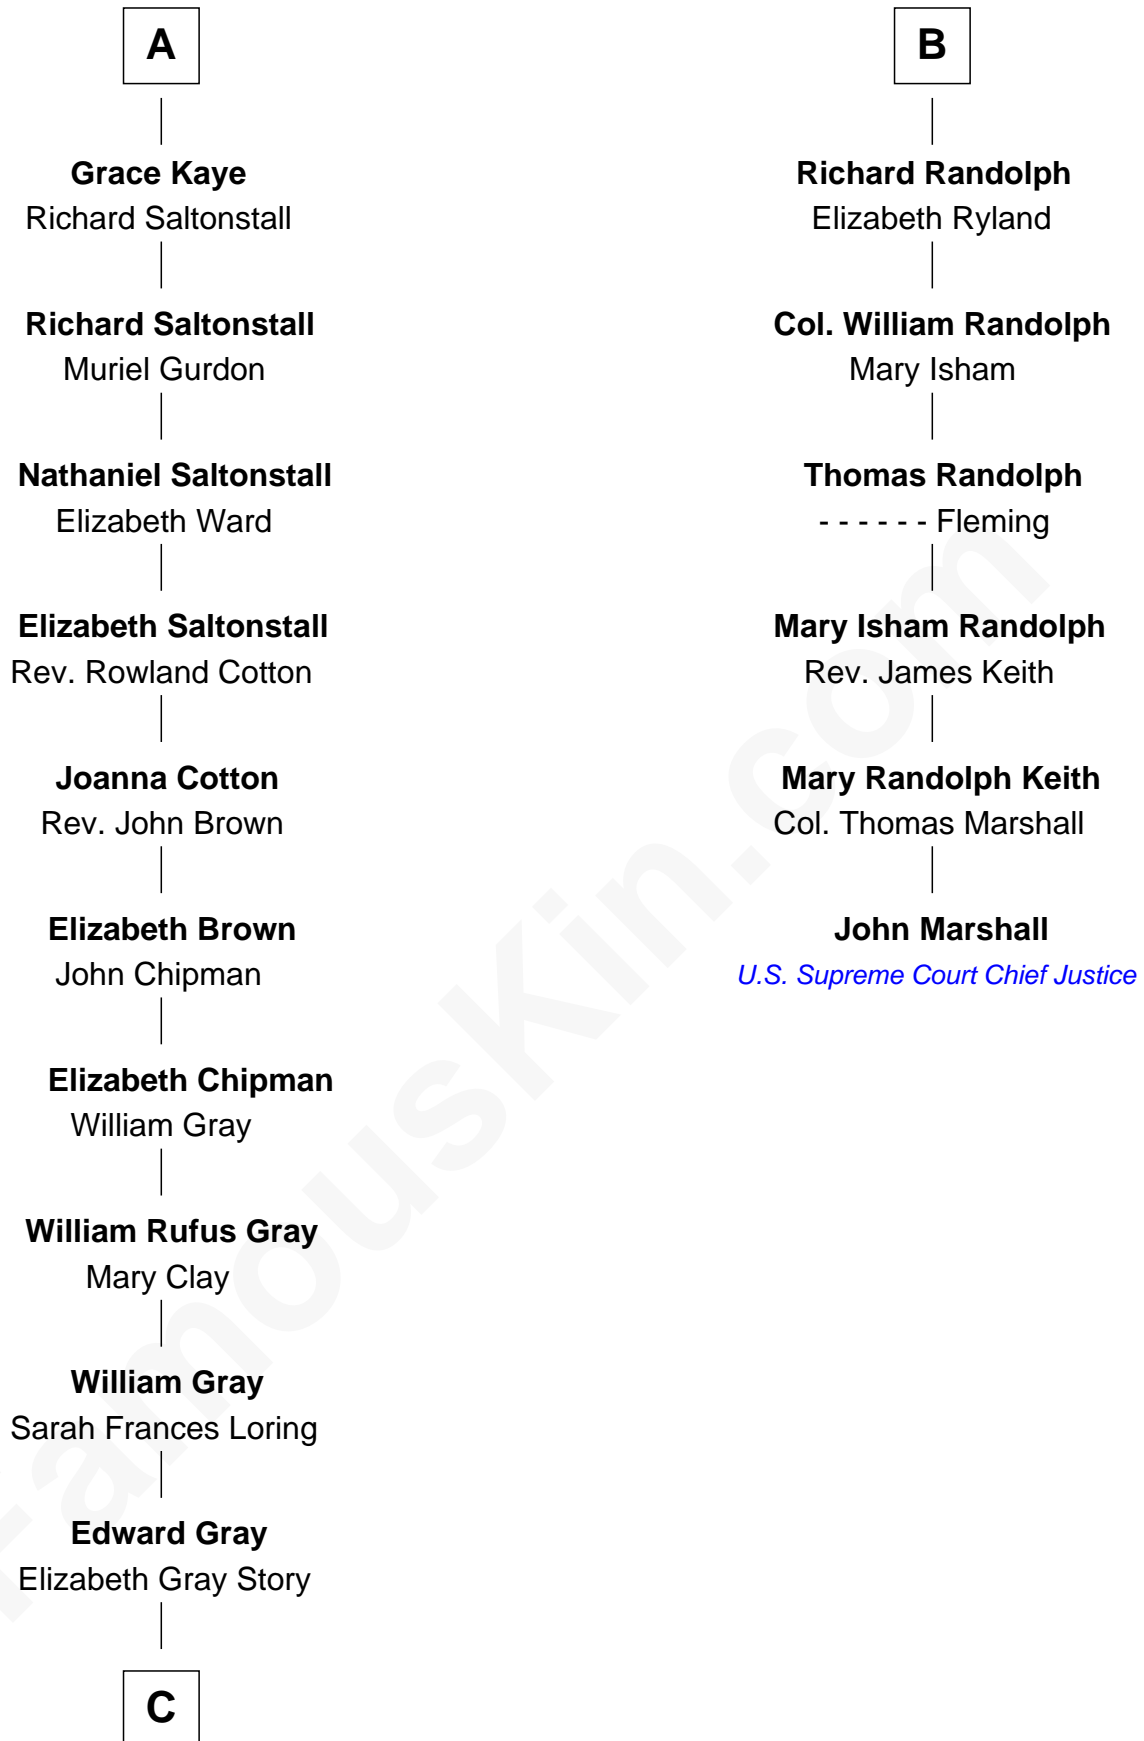 A
Grace Kaye
Richard Saltonstall
Richard Saltonstall
Muriel Gurdon
Nathaniel Saltonstall
Elizabeth Ward
Elizabeth Saltonstall
Rev. Rowland Cotton
Joanna Cotton
Rev. John Brown
Elizabeth Brown
John Chipman
Elizabeth Chipman
William Gray
William Rufus Gray
Mary Clay
William Gray
Sarah Frances Loring
Edward Gray
Elizabeth Gray Story
C
B
Richard Randolph
Elizabeth Ryland
Col. William Randolph
Mary Isham
Thomas Randolph
- - - - - - Fleming
Mary Isham Randolph
Rev. James Keith
Mary Randolph Keith
Col. Thomas Marshall
John Marshall
U.S. Supreme Court Chief Justice
FamousKin.com